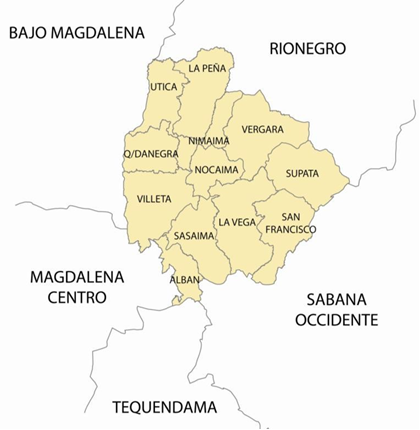 BAJO MAGDALENA
RIONEGRO
LA PEÑA
UTICA
VERGARA
NIMAIMA
Q/DANEGRA
NOCAIMA
SUPATA
VILLETA
SAN
FRANCISCO
LA VEGA
SASAIMA
ALBAN
MAGDALENA
CENTRO
SABANA
OCCIDENTE
TEQUENDAMA